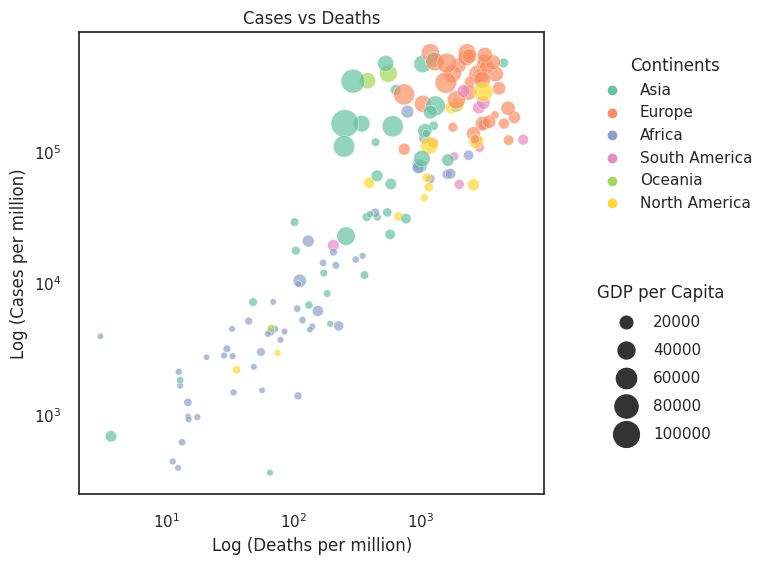 Cases vs Deaths
Log (Cases per million)
10^5
10^4
10^3
10^1
10^2
10^3
Log (Deaths per million)
Continents
Asia
Europe
Africa
South America
Oceania
North America
GDP per Capita
20000
40000
60000
80000
100000